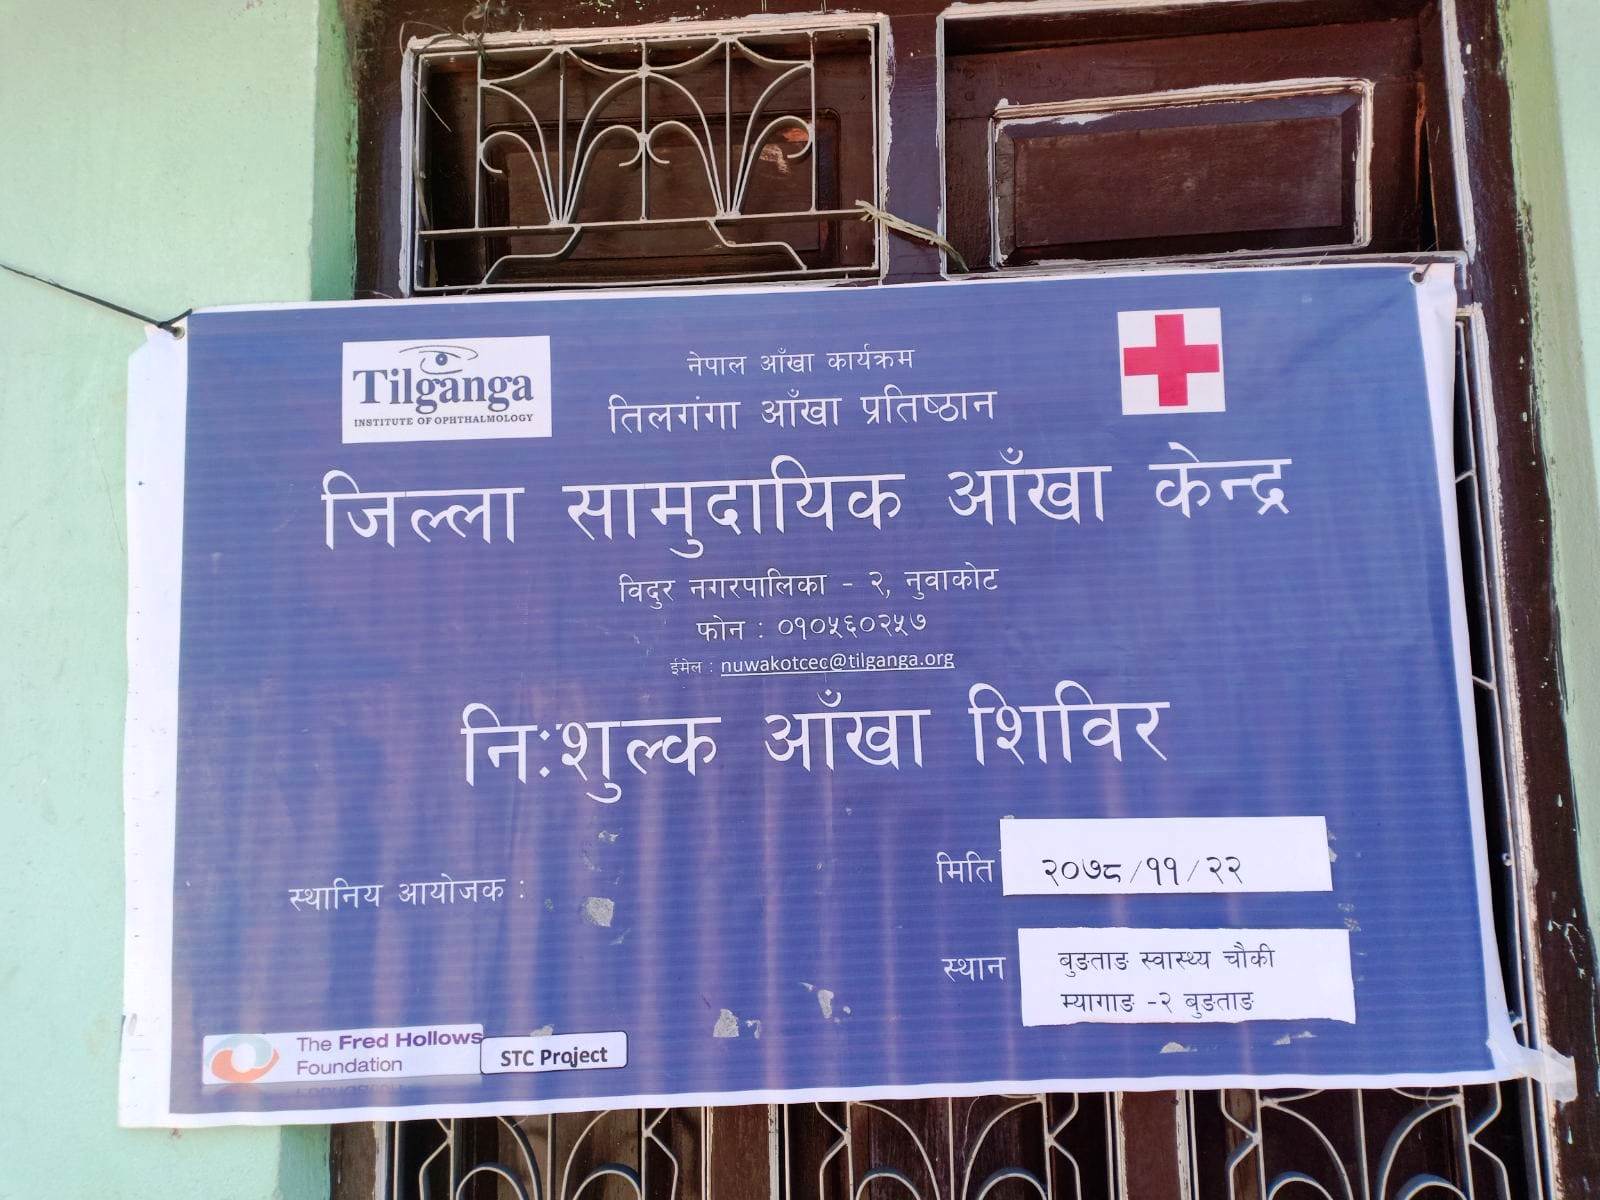 Tilganga
INSTITUTE OF OPHTHALMOLOGY
नेपाल आँखा कार्यक्रम
तिलगंगा आँखा प्रतिष्ठान
जिल्ला सामुदायिक आँखा केन्द्र
विदुर नगरपालिका - २, नुवाकोट
फोन : ०१०५६०२५७
ईमेल : nuwakotcec@tilganga.org
निःशुल्क आँखा शिविर
मिति २०७८/११/२२
स्थानिय आयोजक :
स्थान बुङताङ स्वास्थ्य चौकी
म्यागाङ -२ बुङताङ
The Fred Hollows
Foundation
STC Project